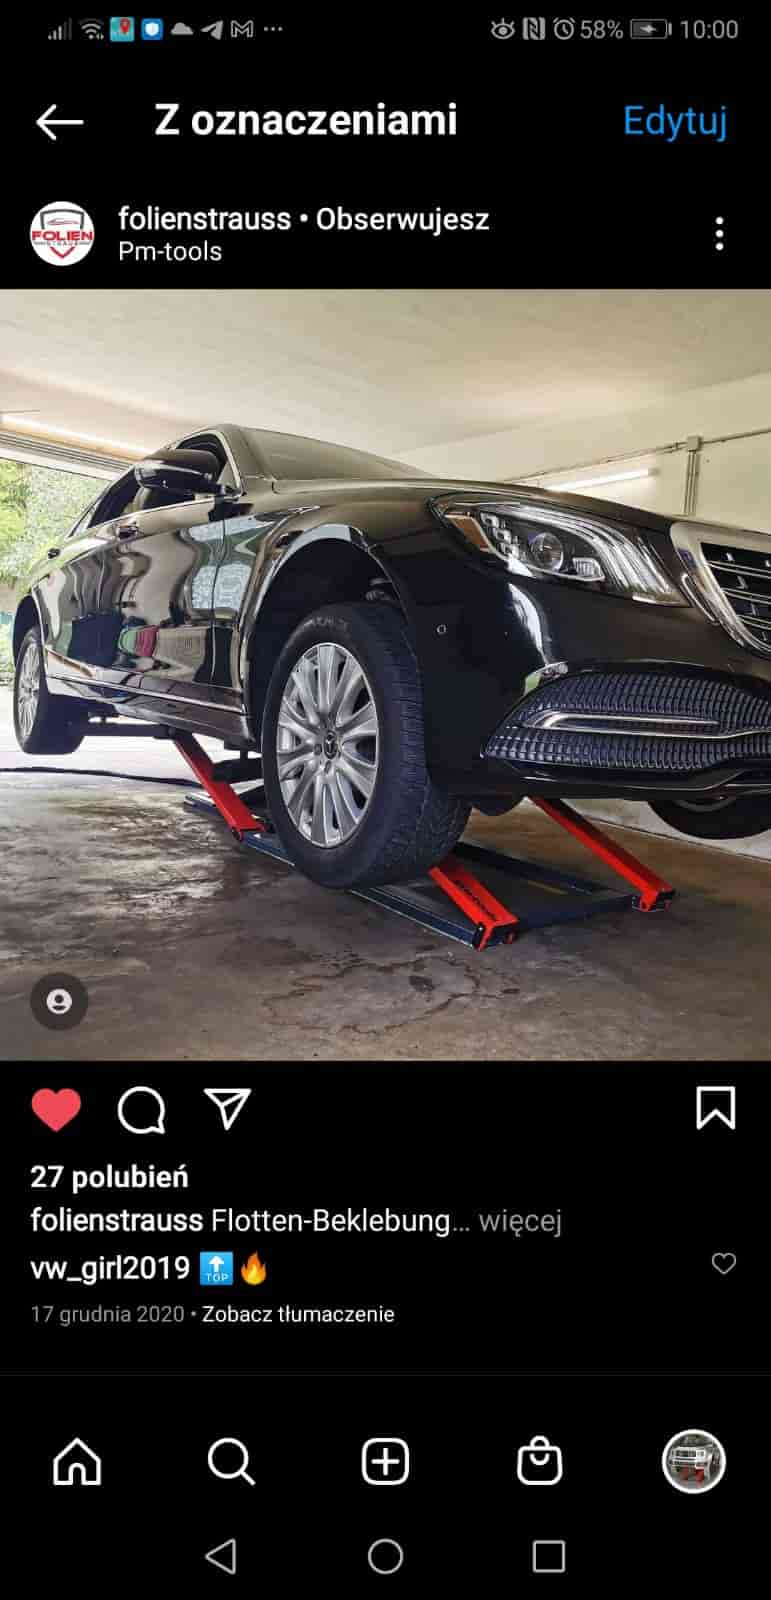 58% 10:00
Z oznaczeniami Edytuj
FOLIEN
folienstrauss • Obserwujesz
Pm-tools
27 polubień
folienstrauss Flotten-Beklebung... więcej
vw_girl2019 🔝🔥
17 grudnia 2020 • Zobacz tłumaczenie